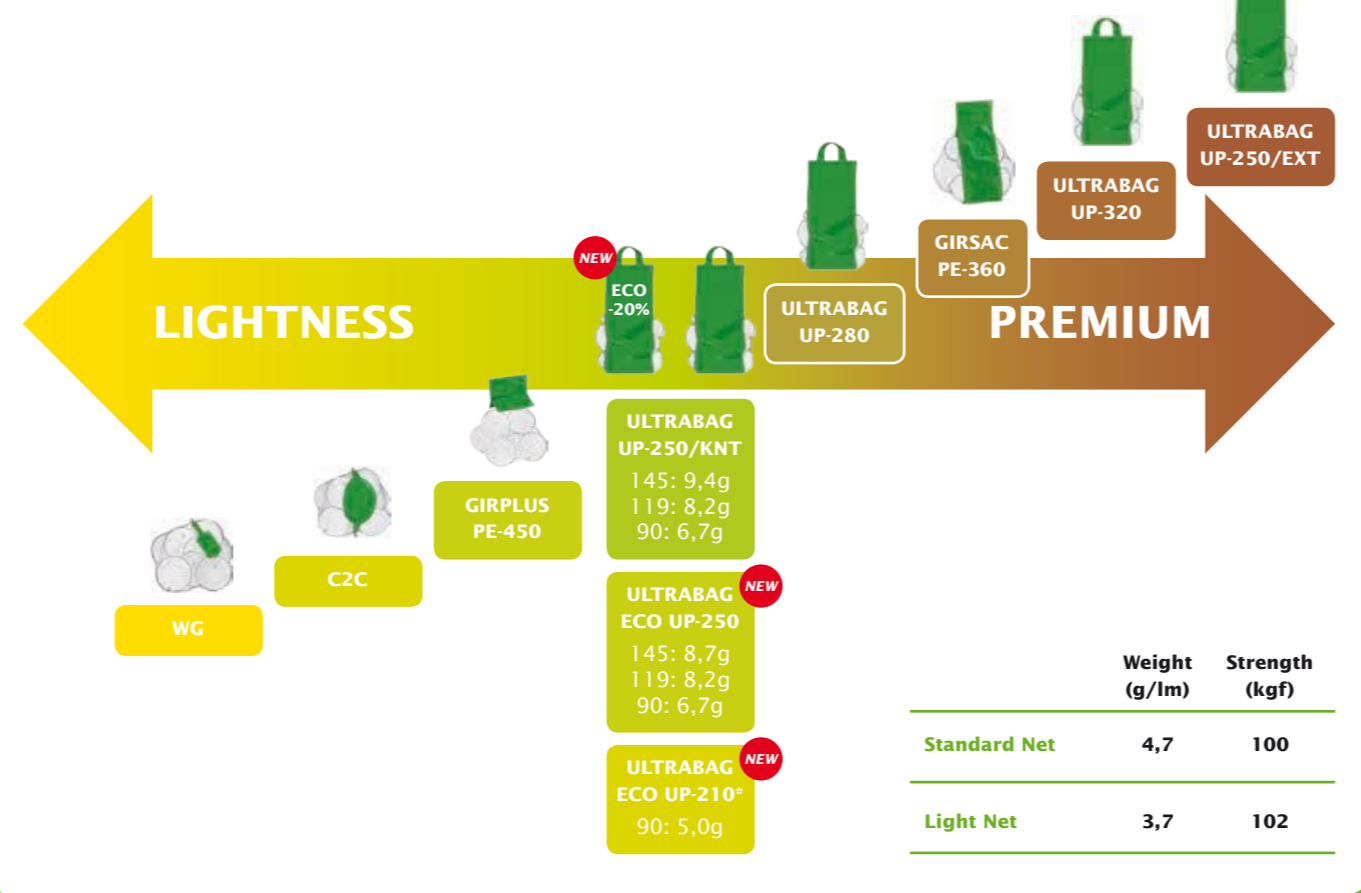 ULTRABAG
UP-250/EXT
ULTRABAG
UP-320
GIRSAC
PE-360
NEW
ECO
-20%
LIGHTNESS
ULTRABAG
UP-280
PREMIUM
ULTRABAG
UP-250/KNT
145: 9,4g
119: 8,2g
90: 6,7g
GIRPLUS
PE-450
C2C
WG
ULTRABAG
ECO UP-250
NEW
145: 8,7g
119: 8,2g
90: 6,7g
ULTRABAG
ECO UP-210*
NEW
90: 5,0g
Weight Strength
(g/lm) (kgf)
Standard Net 4,7 100
Light Net 3,7 102